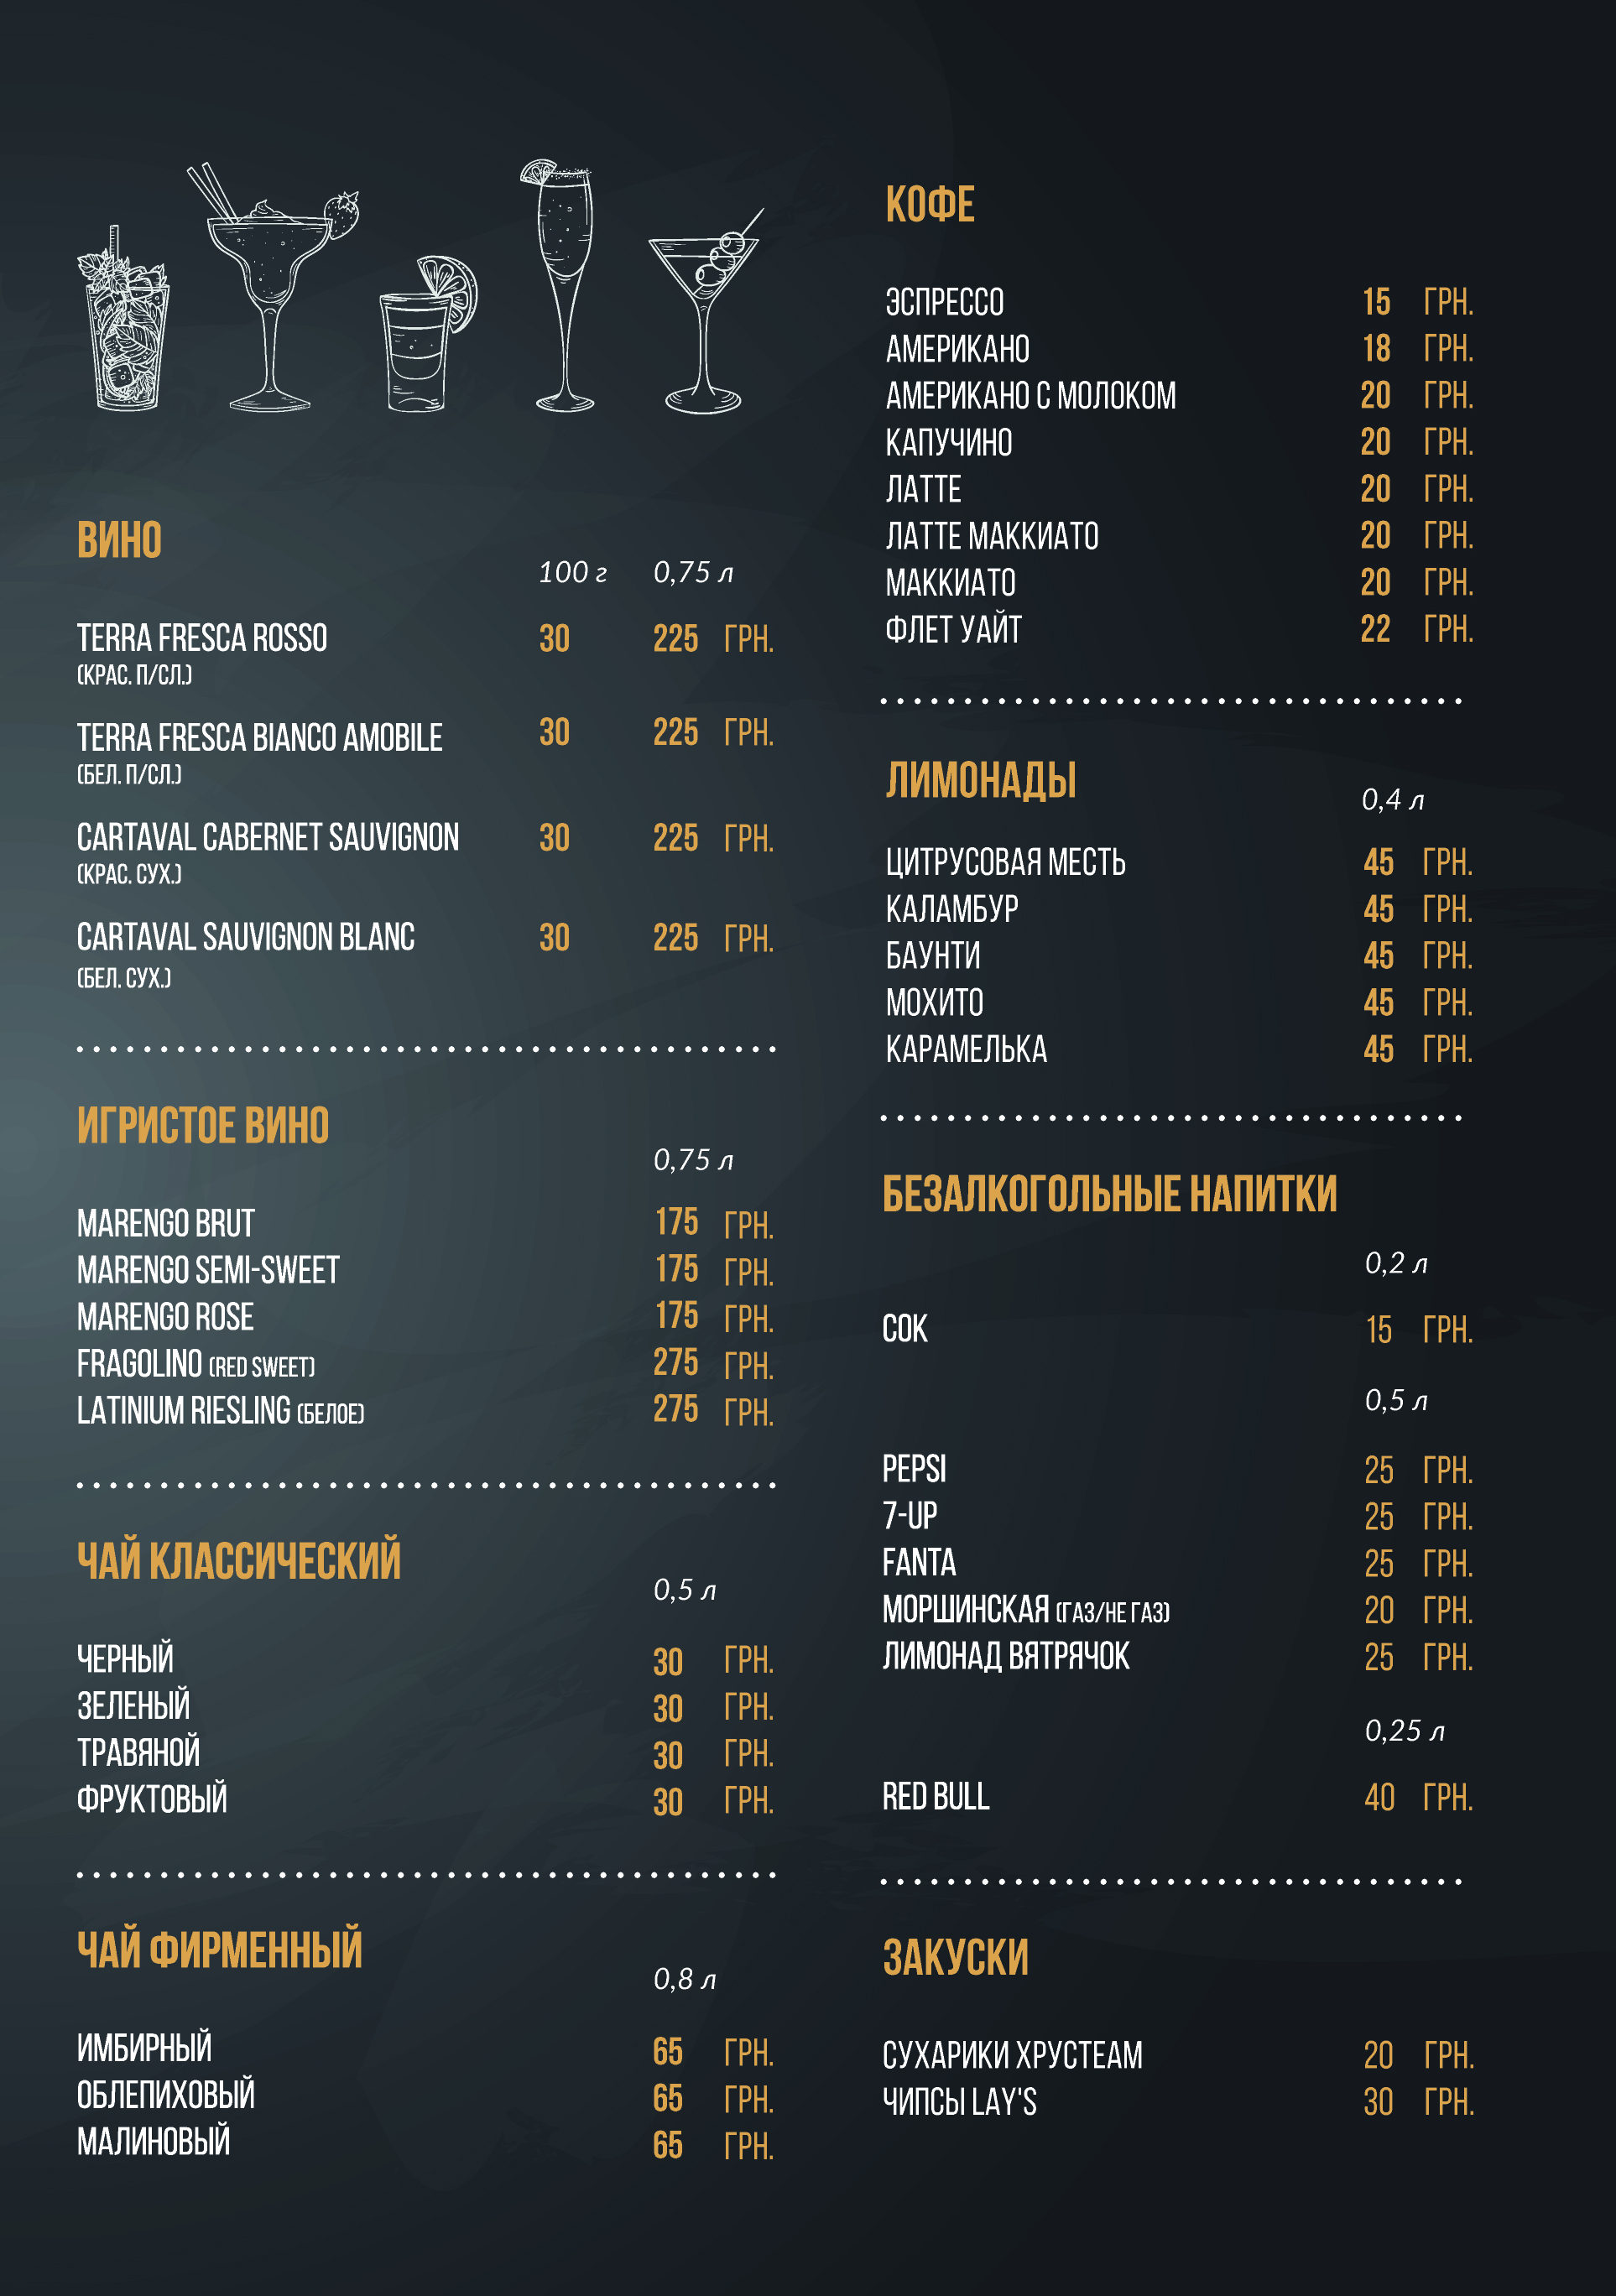 ВИНО
100 г 0,75 л
TERRA FRESCA ROSSO 30 225 ГРН.
(КРАС. П/СЛ.)
TERRA FRESCA BIANCO AMOBILE 30 225 ГРН.
(БЕЛ. П/СЛ.)
CARTAVAL CABERNET SAUVIGNON 30 225 ГРН.
(КРАС. СУХ.)
CARTAVAL SAUVIGNON BLANC 30 225 ГРН.
(БЕЛ. СУХ.)
ИГРИСТОЕ ВИНО
0,75 л
MARENGO BRUT 175 ГРН.
MARENGO SEMI-SWEET 175 ГРН.
MARENGO ROSE 175 ГРН.
FRAGOLINO (RED SWEET) 275 ГРН.
LATINIUM RIESLING (БЕЛОЕ) 275 ГРН.
ЧАЙ КЛАССИЧЕСКИЙ
0,5 л
ЧЕРНЫЙ 30 ГРН.
ЗЕЛЕНЫЙ 30 ГРН.
ТРАВЯНОЙ 30 ГРН.
ФРУКТОВЫЙ 30 ГРН.
ЧАЙ ФИРМЕННЫЙ
0,8 л
ИМБИРНЫЙ 65 ГРН.
ОБЛЕПИХОВЫЙ 65 ГРН.
МАЛИНОВЫЙ 65 ГРН.
КОФЕ
ЭСПРЕССО 15 ГРН.
АМЕРИКАНО 18 ГРН.
АМЕРИКАНО С МОЛОКОМ 20 ГРН.
КАПУЧИНО 20 ГРН.
ЛАТТЕ 20 ГРН.
ЛАТТЕ МАККИАТО 20 ГРН.
МАККИАТО 20 ГРН.
ФЛЕТ УАЙТ 22 ГРН.
ЛИМОНАДЫ
0,4 л
ЦИТРУСОВАЯ МЕСТЬ 45 ГРН.
КАЛАМБУР 45 ГРН.
БАУНТИ 45 ГРН.
МОХИТО 45 ГРН.
КАРАМЕЛЬКА 45 ГРН.
БЕЗАЛКОГОЛЬНЫЕ НАПИТКИ
0,2 л
СОК 15 ГРН.
0,5 л
PEPSI 25 ГРН.
7-UP 25 ГРН.
FANTA 25 ГРН.
МОРШИНСКАЯ (ГАЗ/НЕ ГАЗ) 20 ГРН.
ЛИМОНАД ВЯТРЯЧОК 25 ГРН.
0,25 л
RED BULL 40 ГРН.
ЗАКУСКИ
СУХАРИКИ ХРУСТЕАМ 20 ГРН.
ЧИПСЫ LAY'S 30 ГРН.